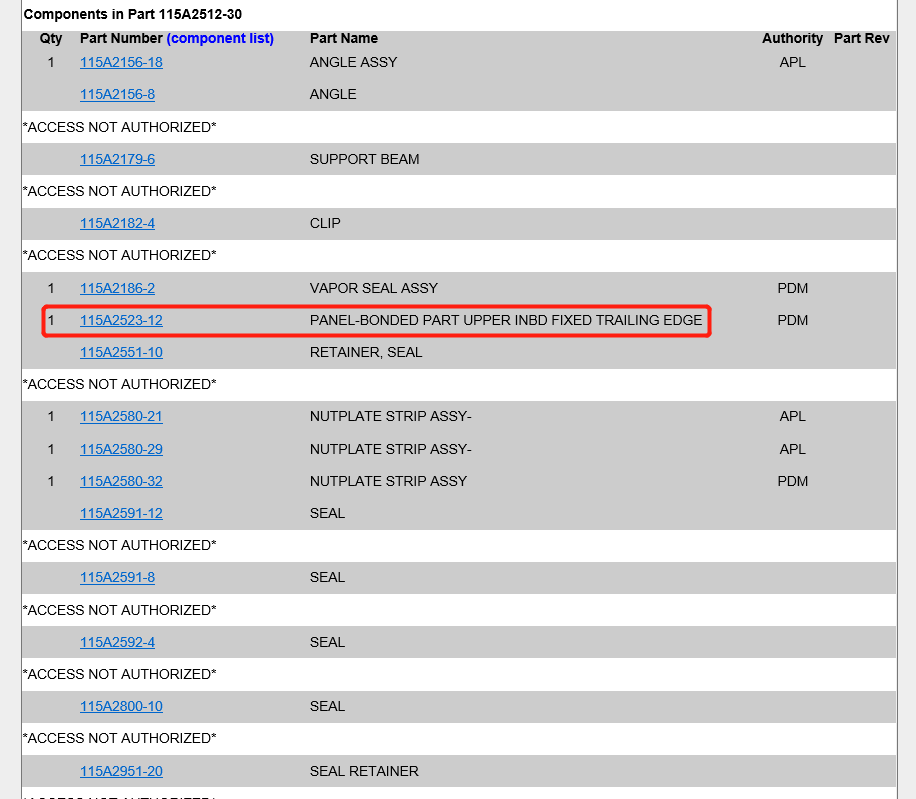 Components in Part 115A2512-30
Qty Part Number (component list) Part Name Authority Part Rev
1 115A2156-18 ANGLE ASSY APL
115A2156-8 ANGLE
*ACCESS NOT AUTHORIZED*
115A2179-6 SUPPORT BEAM
*ACCESS NOT AUTHORIZED*
115A2182-4 CLIP
*ACCESS NOT AUTHORIZED*
1 115A2186-2 VAPOR SEAL ASSY PDM
1 115A2523-12 PANEL-BONDED PART UPPER INBD FIXED TRAILING EDGE PDM
115A2551-10 RETAINER, SEAL
*ACCESS NOT AUTHORIZED*
1 115A2580-21 NUTPLATE STRIP ASSY- APL
1 115A2580-29 NUTPLATE STRIP ASSY- APL
1 115A2580-32 NUTPLATE STRIP ASSY PDM
115A2591-12 SEAL
*ACCESS NOT AUTHORIZED*
115A2591-8 SEAL
*ACCESS NOT AUTHORIZED*
115A2592-4 SEAL
*ACCESS NOT AUTHORIZED*
115A2800-10 SEAL
*ACCESS NOT AUTHORIZED*
115A2951-20 SEAL RETAINER